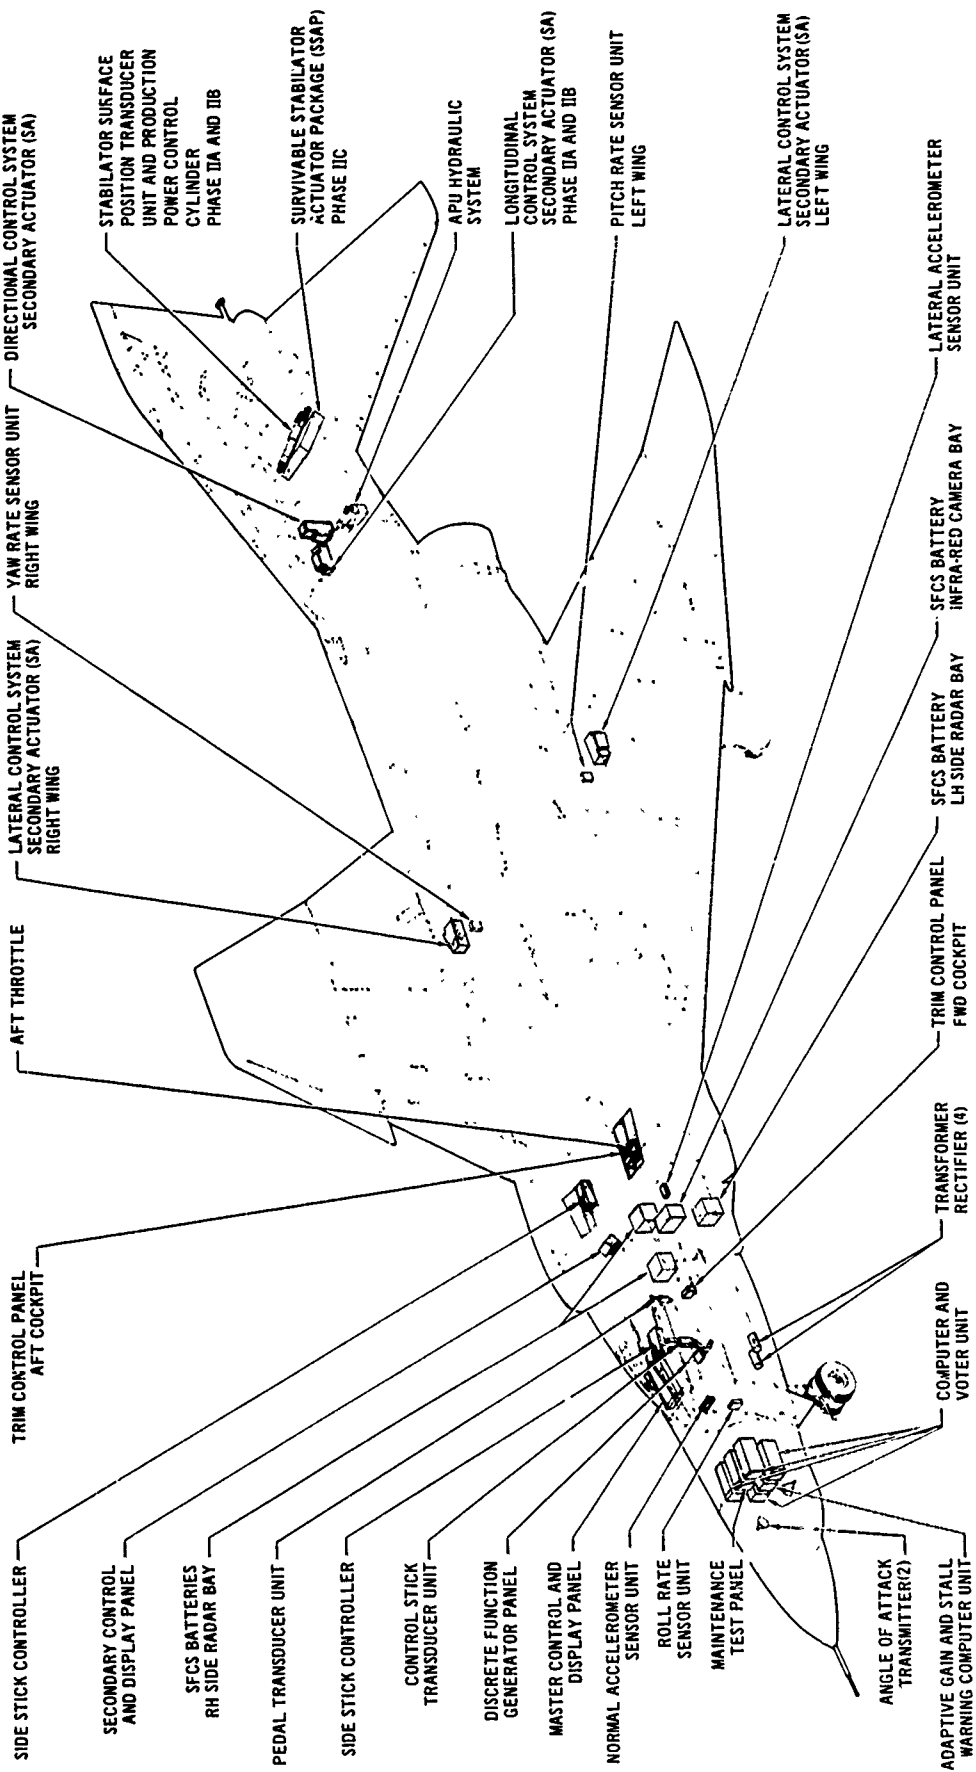 SIDE STICK CONTROLLER
SECONDARY CONTROL
AND DISPLAY PANEL
SFCS BATTERIES
RH SIDE RADAR BAY
PEDAL TRANSDUCER UNIT
SIDE STICK CONTROLLER
CONTROL STICK
TRANSDUCER UNIT
DISCRETE FUNCTION
GENERATOR PANEL
MASTER CONTROL AND
DISPLAY PANEL
NORMAL ACCELEROMETER
SENSOR UNIT
ROLL RATE
SENSOR UNIT
MAINTENANCE
TEST PANEL
ANGLE OF ATTACK
TRANSMITTER(2)
ADAPTIVE GAIN AND STALL
WARNING COMPUTER UNIT
TRIM CONTROL PANEL
AFT COCKPIT
AFT THROTTLE
LATERAL CONTROL SYSTEM
SECONDARY ACTUATOR (SA)
RIGHT WING
YAW RATE SENSOR UNIT
RIGHT WING
DIRECTIONAL CONTROL SYSTEM
SECONDARY ACTUATOR (SA)
STABILATOR SURFACE
POSITION TRANSDUCER
UNIT AND PRODUCTION
POWER CONTROL
CYLINDER
PHASE IIA AND IIB
SURVIVABLE STABILATOR
ACTUATOR PACKAGE (SSAP)
PHASE IIC
APU HYDRAULIC
SYSTEM
LONGITUDINAL
CONTROL SYSTEM
SECONDARY ACTUATOR (SA)
PHASE IIA AND IIB
PITCH RATE SENSOR UNIT
LEFT WING
LATERAL CONTROL SYSTEM
SECONDARY ACTUATOR(SA)
LEFT WING
LATERAL ACCELEROMETER
SENSOR UNIT
SFCS BATTERY
INFRA-RED CAMERA BAY
SFCS BATTERY
LH SIDE RADAR BAY
TRIM CONTROL PANEL
FWD COCKPIT
TRANSFORMER
RECTIFIER (4)
COMPUTER AND
VOTER UNIT